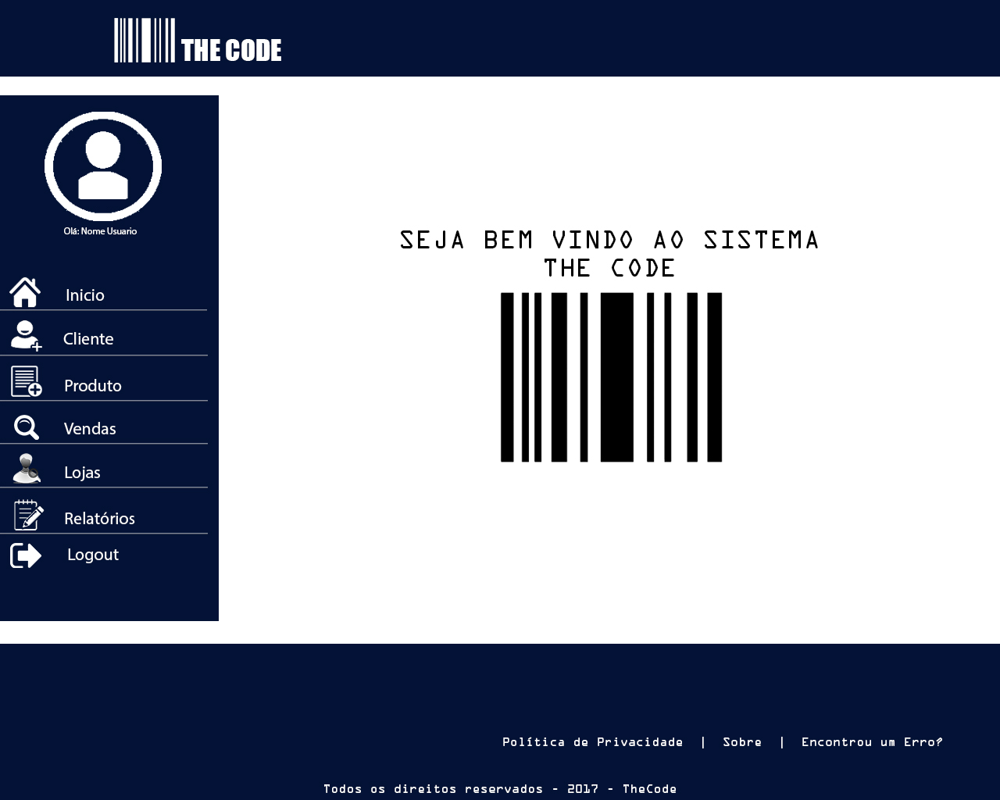 THE CODE
Olá: Nome Usuario
Inicio
Cliente
Produto
Vendas
Lojas
Relatórios
Logout
SEJA BEM VINDO AO SISTEMA
THE CODE
Política de Privacidade | Sobre | Encontrou um Erro?
Todos os direitos reservados - 2017 - TheCode